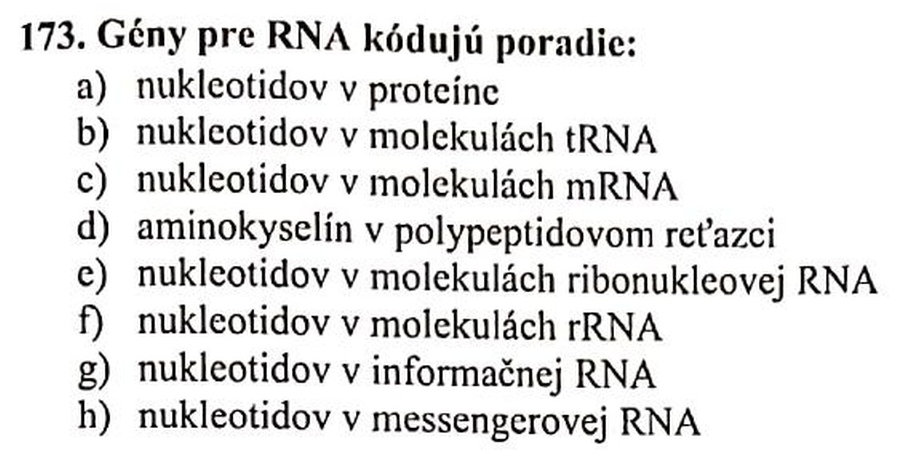 173. Gény pre RNA kódujú poradie:
a) nukleotidov v proteíne
b) nukleotidov v molekulách tRNA
c) nukleotidov v molekulách mRNA
d) aminokyselín v polypeptidovom reťazci
e) nukleotidov v molekulách ribonukleovej RNA
f) nukleotidov v molekulách rRNA
g) nukleotidov v informačnej RNA
h) nukleotidov v messengerovej RNA